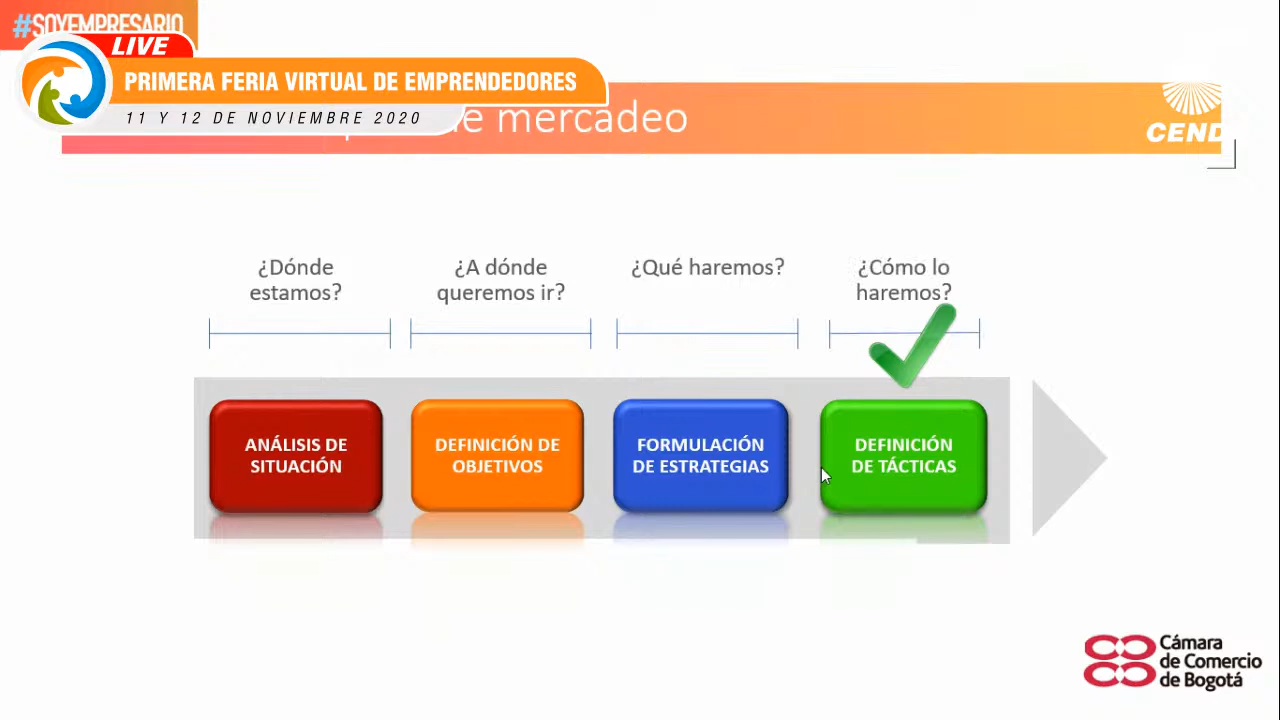 #SOYEMPRESARIO
LIVE
PRIMERA FERIA VIRTUAL DE EMPRENDEDORES
11 Y 12 DE NOVIEMBRE 2020
de mercadeo
CEND
¿Dónde
estamos?
¿A dónde
queremos ir?
¿Qué haremos?
¿Cómo lo
haremos?
ANÁLISIS DE
SITUACIÓN
DEFINICIÓN DE
OBJETIVOS
FORMULACIÓN
DE ESTRATEGIAS
DEFINICIÓN
DE TÁCTICAS
Cámara
de Comercio
de Bogotá